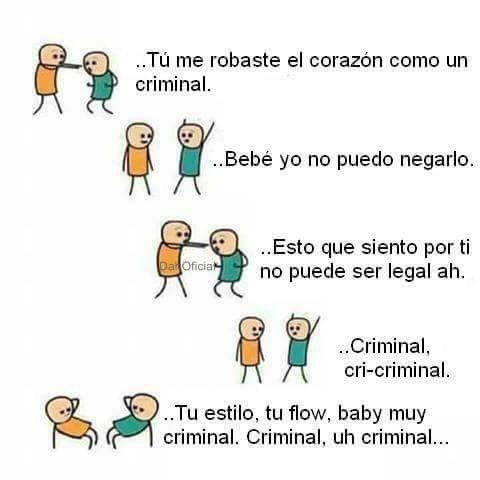 ..Tú me robaste el corazón como un
criminal.
..Bebé yo no puedo negarlo.
..Esto que siento por ti
no puede ser legal ah.
..Criminal,
cri-criminal.
..Tu estilo, tu flow, baby muy
criminal. Criminal, uh criminal...